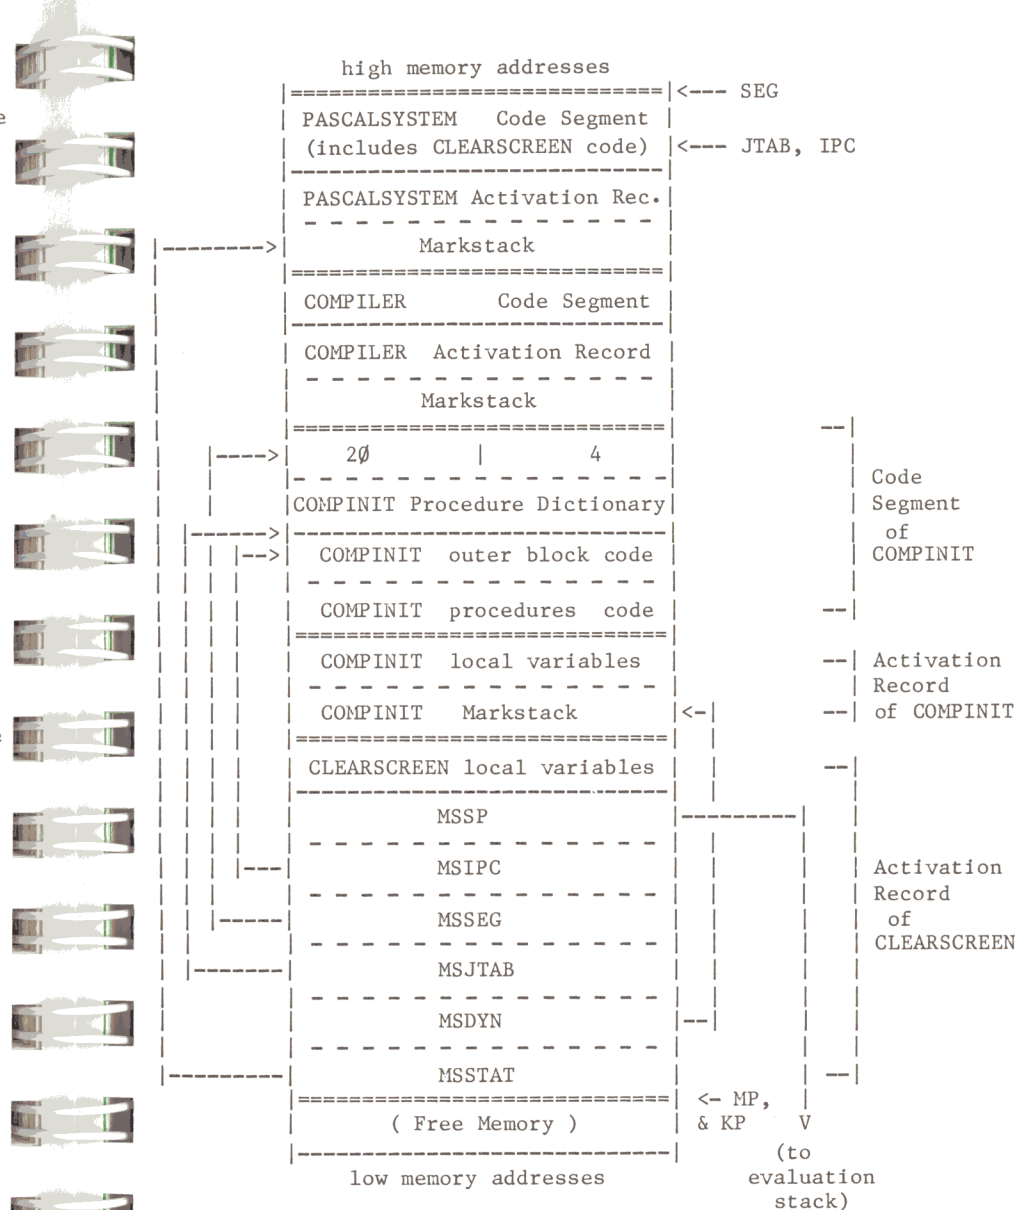 high memory addresses
<--- SEG
e
PASCALSYSTEM Code Segment
(includes CLEARSCREEN code) <--- JTAB, IPC
PASCALSYSTEM Activation Rec.
Markstack
COMPILER Code Segment
COMPILER Activation Record
Markstack
2Ø | 4
Code
COMPINIT Procedure Dictionary Segment
of
COMPINIT outer block code COMPINIT
COMPINIT procedures code
COMPINIT local variables Activation
Record
COMPINIT Markstack of COMPINIT
e
CLEARSCREEN local variables
MSSP
MSIPC Activation
Record
MSSEG of
CLEARSCREEN
MSJTAB
MSDYN
MSSTAT
<- MP,
( Free Memory ) & KP V
(to
low memory addresses evaluation
stack)